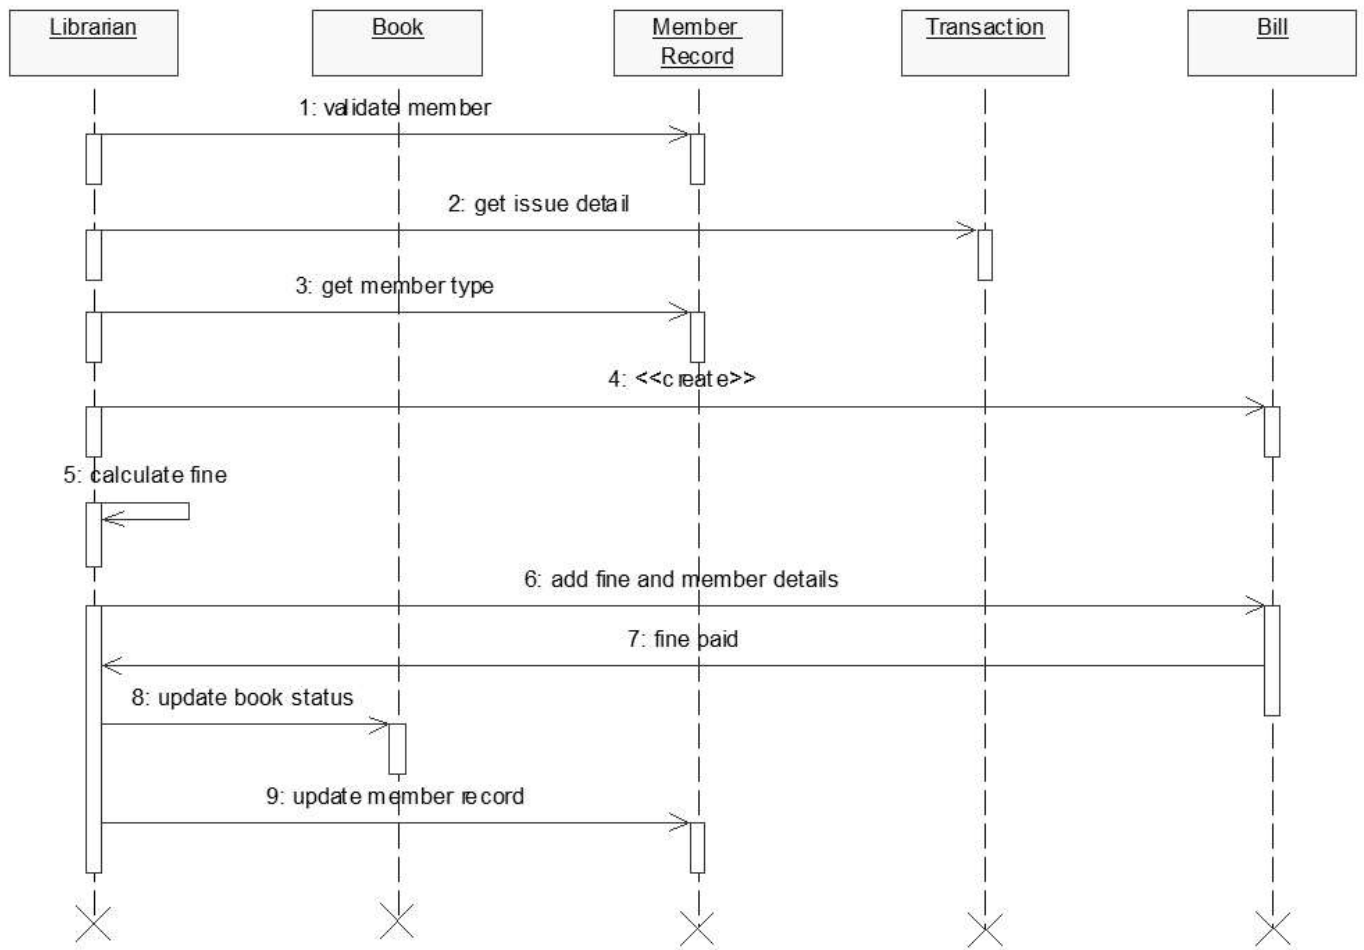 Librarian
Book
Member
Record
Transaction
Bill
1: validate member
2: get issue detail
3: get member type
4: <<create>>
5: calculate fine
6: add fine and member details
7: fine paid
8: update book status
9: update member record